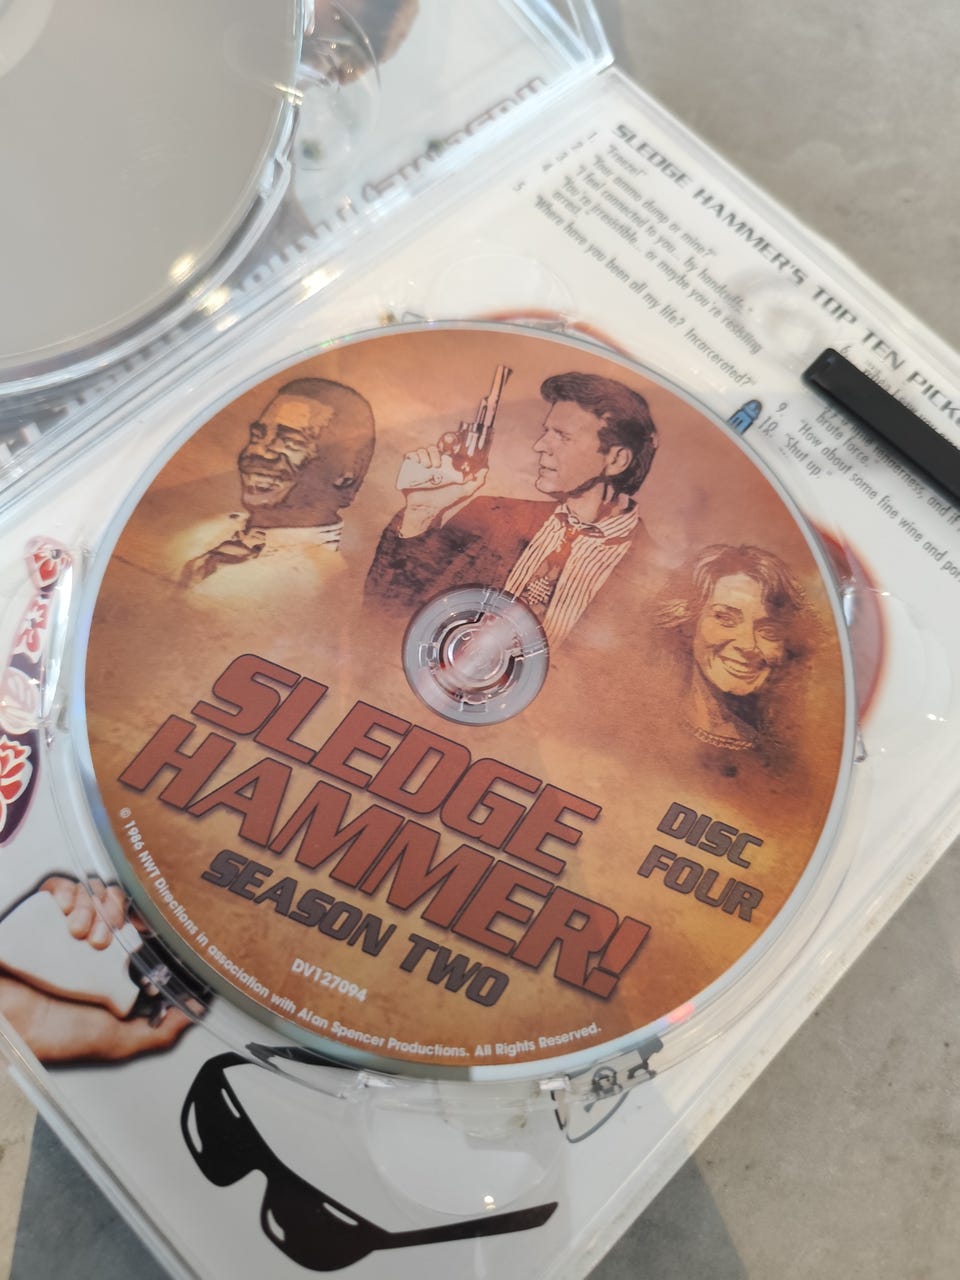 SLEDGE HAMMER'S TOP TEN
1. "Freeze!"
2. "Your ammo dump or mine?"
3. "I feel connected to you... by handcuffs."
4. "You're irresistible... or maybe you're resisting
arrest."
5. "Where have you been all my life? Incarcerated?"
9. "How about some fine wine and
10. "Shut up."
tenderness, and if
brute force."
SLEDGE
HAMMER!
SEASON TWO
DISC
FOUR
DV127094
© 1986 NWT Directions in association with Alan Spencer Productions. All Rights Reserved.